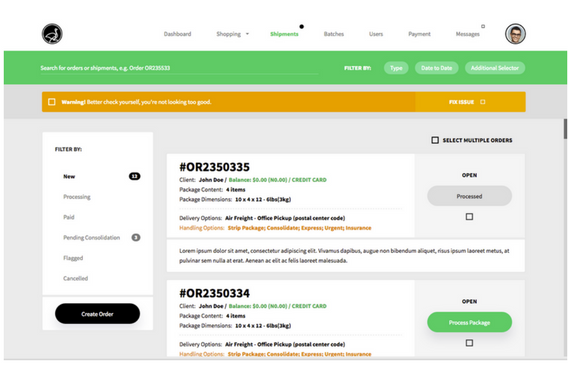 Dashboard Shopping Shipments Batches Users Payment Messages
Search for orders or shipments, e.g. Order OR235533 FILTER BY: Type Date to Date Additional Selector
Warning! Better check yourself, you're not looking too good. FIX ISSUE
SELECT MULTIPLE ORDERS
FILTER BY:
New 12
Processing
Paid
Pending Consolidation 3
Flagged
Cancelled
Create Order
#OR2350335
Client: John Doe / Balance: $0.00 (N0.00) / CREDIT CARD
Package Content: 4 items
Package Dimensions: 10 x 4 x 12 - 6lbs(3kg)
Delivery Options: Air Freight - Office Pickup (postal center code)
Handling Options: Strip Package; Consolidate; Express; Urgent; Insurance
OPEN
Processed
Lorem ipsum dolor sit amet, consectetur adipiscing elit. Vivamus dapibus, augue non bibendum aliquet, risus ipsum laoreet metus, at
pulvinar sem nulla at erat. Aenean ac elit ac felis laoreet malesuada.
#OR2350334
Client: John Doe / Balance: $0.00 (N0.00) / CREDIT CARD
Package Content: 4 items
Package Dimensions: 10 x 4 x 12 - 6lbs(3kg)
Delivery Options: Air Freight - Office Pickup (postal center code)
Handling Options: Strip Package; Consolidate; Express; Urgent; Insurance
OPEN
Process Package